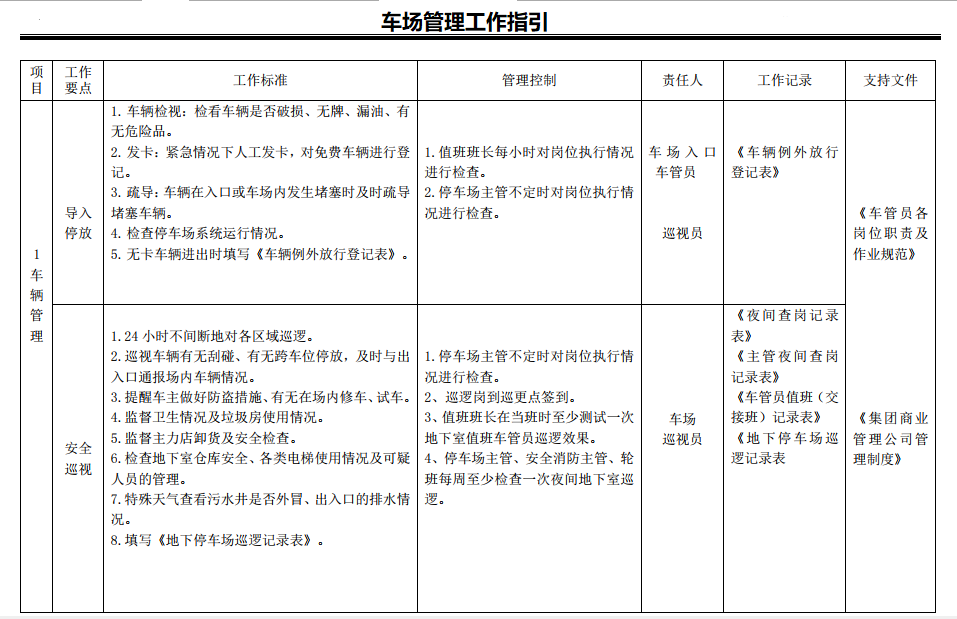 车场管理工作指引
项目
工作要点
工作标准
管理控制
责任人
工作记录
支持文件
1
车
辆
管
理
导入
停放
1. 车辆检视：检看车辆是否破损、无牌、漏油、有
无危险品。
2. 发卡：紧急情况下人工发卡，对免费车辆进行登
记。
3. 疏导：车辆在入口或车场内发生堵塞时及时疏导
堵塞车辆。
4. 检查停车场系统运行情况。
5. 无卡车辆进出时填写《车辆例外放行登记表》。
1.值班班长每小时对岗位执行情况
进行检查。
2.停车场主管不定时对岗位执行情
况进行检查。
车场入口
车管员
巡视员
《车辆例外放行
登记表》
《车管员各
岗位职责及
作业规范》
安全
巡视
1.24 小时不间断地对各区域巡逻。
2.巡视车辆有无刮碰、有无跨车位停放，及时与出
入口通报场内车辆情况。
3.提醒车主做好防盗措施、有无在场内修车、试车。
4.监督卫生情况及垃圾房使用情况。
5.监督主力店卸货及安全检查。
6.检查地下室仓库安全、各类电梯使用情况及可疑
人员的管理。
7.特殊天气查看污水井是否外冒、出入口的排水情
况。
8.填写《地下停车场巡逻记录表》。
1.停车场主管不定时对岗位执行情
况进行检查。
2、巡逻岗到巡更点签到。
3、值班班长在当班时至少测试一次
地下室值班车管员巡逻效果。
4、停车场主管、安全消防主管、轮
班每周至少检查一次夜间地下室巡
逻。
车场
巡视员
《夜间查岗记录
表》
《主管夜间查岗
记录表》
《车管员值班（交
接班）记录表》
《地下停车场巡
逻记录表
《集团商业
管理公司管
理制度》